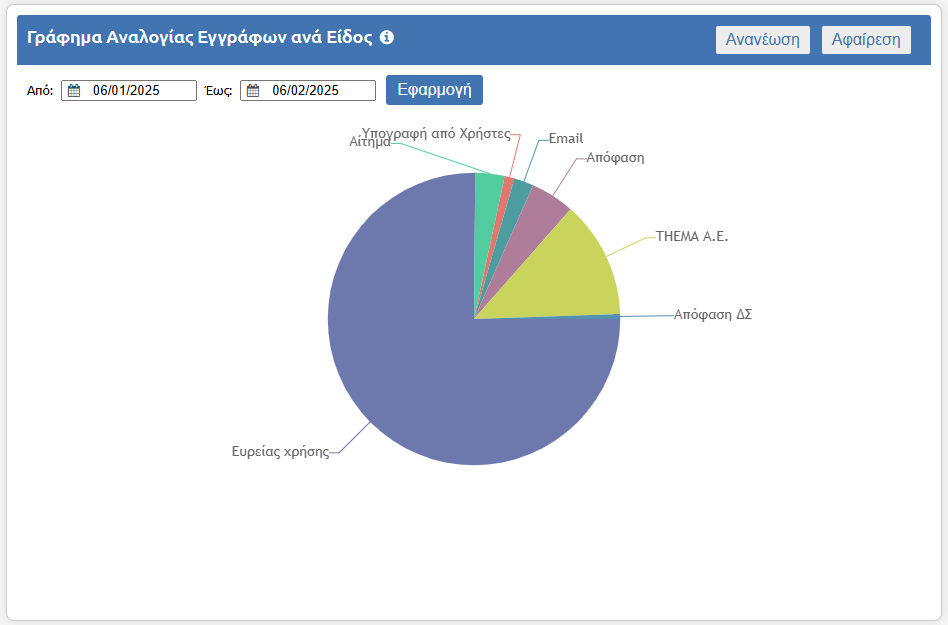 Γράφημα Αναλογίας Εγγράφων ανά Είδος
Ανανέωση
Αφαίρεση
Από:
06/01/2025
Έως:
06/02/2025
Εφαρμογή
Υπογραφή από Χρήστες
Αίτημα
Email
Απόφαση
ΤΗΕΜΑ Α.Ε.
Απόφαση ΔΣ
Ευρείας χρήσης